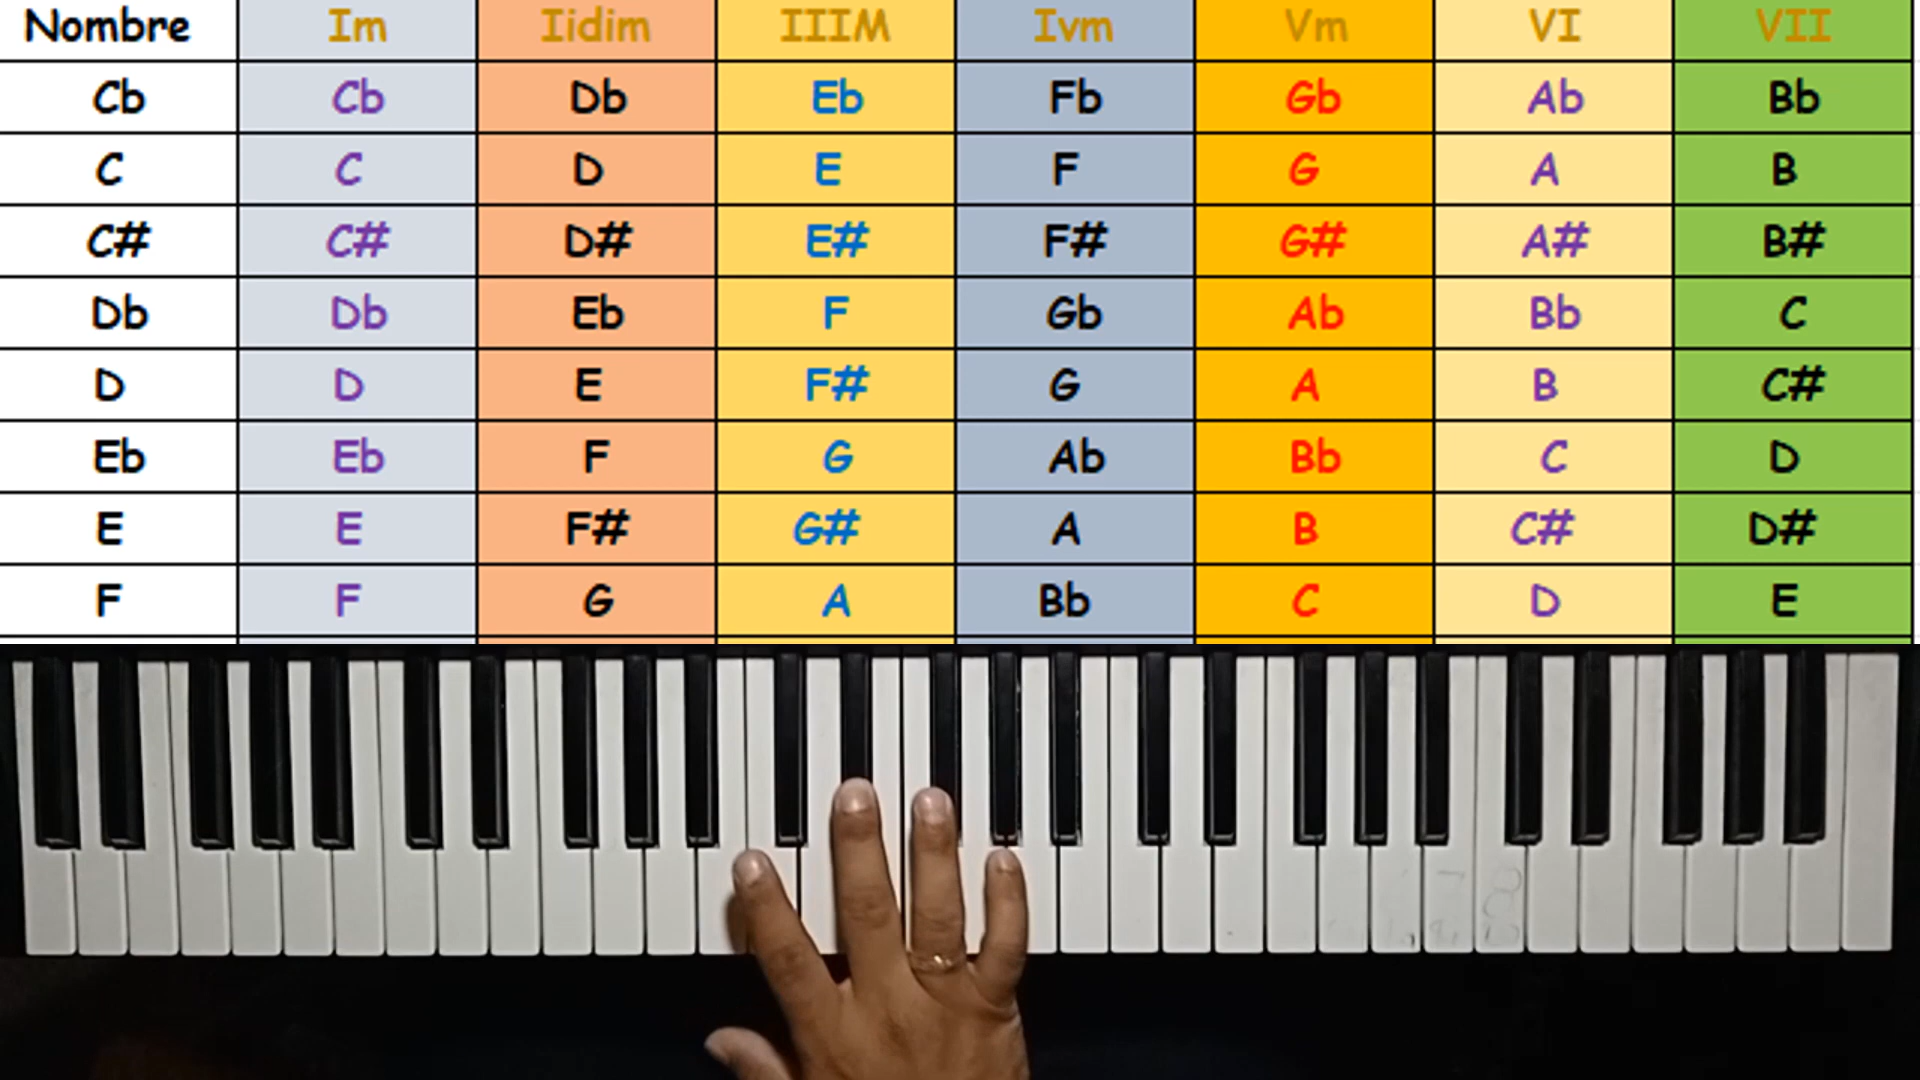 Nombre Im Iidim IIIM Ivm Vm VI VII
Cb Cb Db Eb Fb Gb Ab Bb
C C D E F G A B
C# C# D# E# F# G# A# B#
Db Db Eb F Gb Ab Bb C
D D E F# G A B C#
Eb Eb F G Ab Bb C D
E E F# G# A B C# D#
F F G A Bb C D E